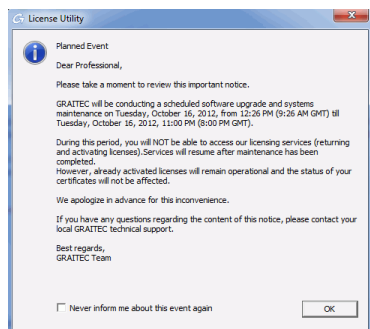 License Utility
Planned Event
Dear Professional,
Please take a moment to review this important notice.
GRAITEC will be conducting a scheduled software upgrade and systems
maintenance on Tuesday, October 16, 2012, from 12:26 PM (9:26 AM GMT) till
Tuesday, October 16, 2012, 11:00 PM (8:00 PM GMT).
During this period, you will NOT be able to access our licensing services (returning
and activating licenses).Services will resume after maintenance has been
completed.
However, already activated licenses will remain operational and the status of your
certificates will not be affected.
We apologize in advance for this inconvenience.
If you have any questions regarding the content of this notice, please contact your
local GRAITEC technical support.
Best regards,
GRAITEC Team
Never inform me about this event again
OK